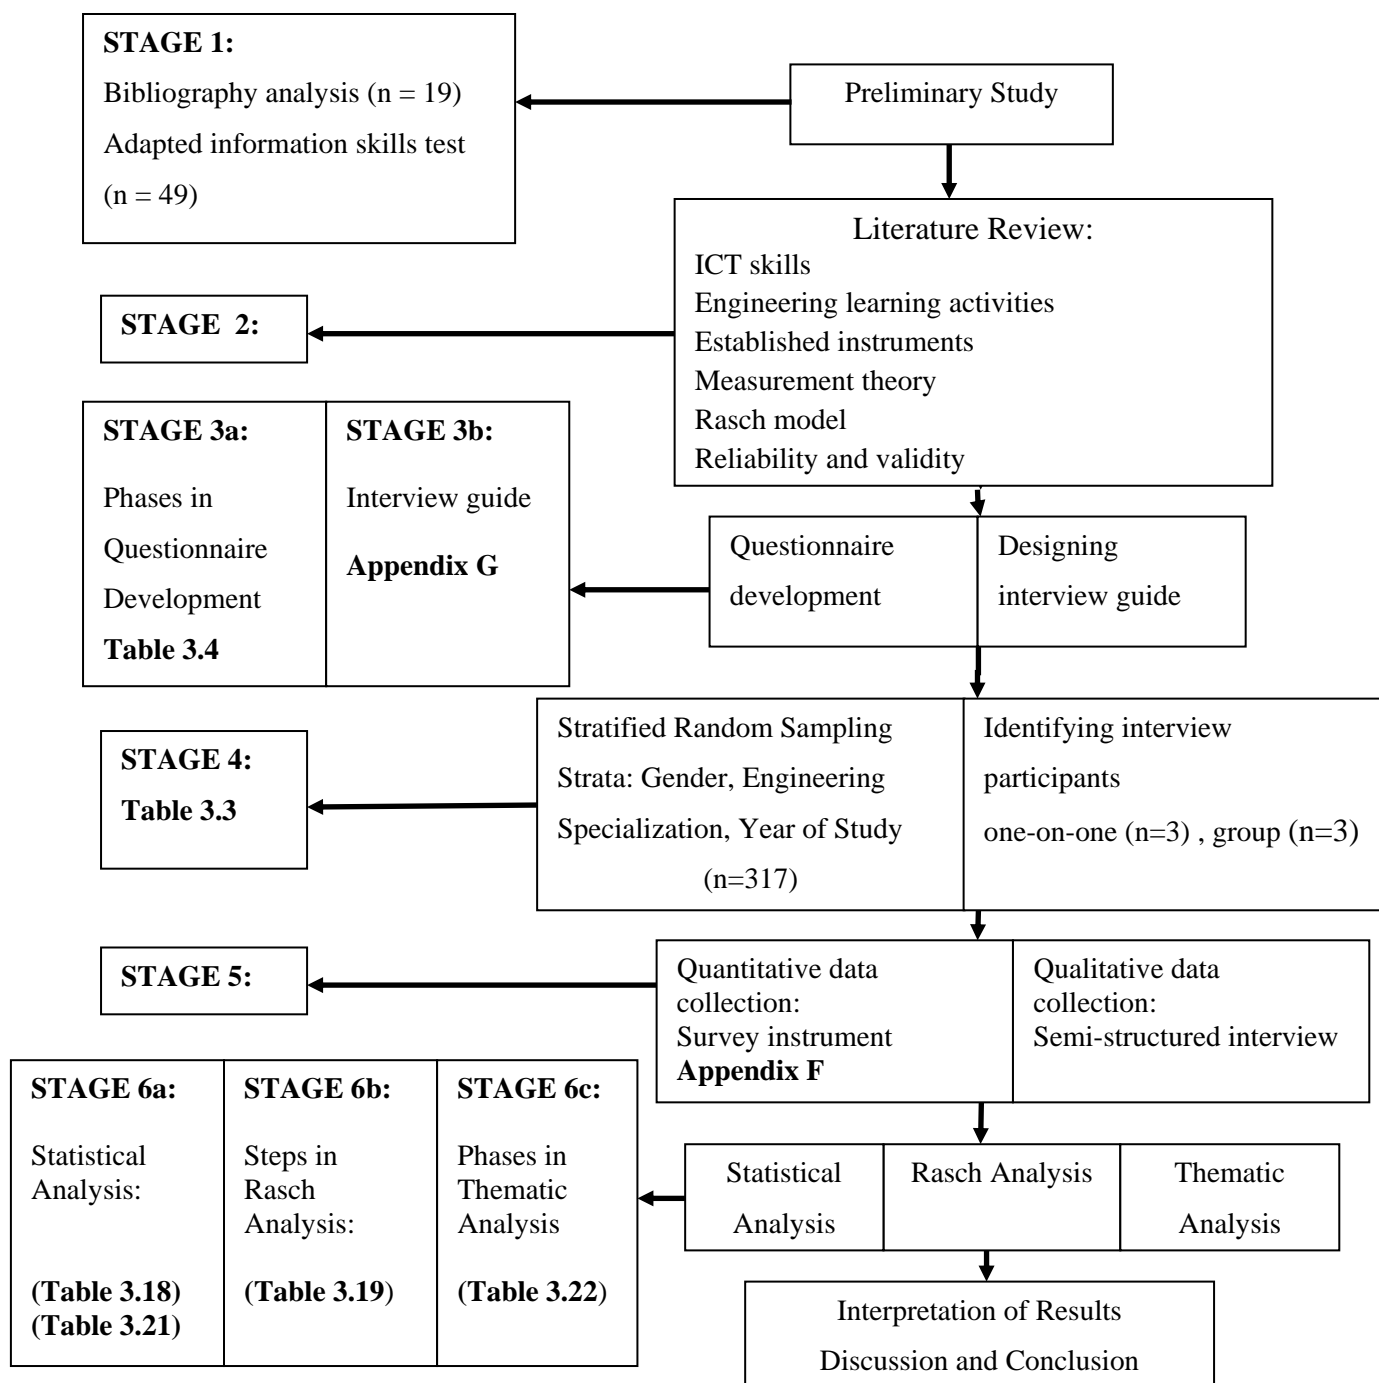 STAGE 1:
Bibliography analysis (n = 19)
Adapted information skills test
(n = 49)
Preliminary Study
Literature Review:
ICT skills
Engineering learning activities
Established instruments
Measurement theory
Rasch model
Reliability and validity
STAGE 2:
STAGE 3a:
Phases in
Questionnaire
Development
Table 3.4
STAGE 3b:
Interview guide
Appendix G
Questionnaire
development
Designing
interview guide
STAGE 4:
Table 3.3
Stratified Random Sampling
Strata: Gender, Engineering
Specialization, Year of Study
(n=317)
Identifying interview
participants
one-on-one (n=3) , group (n=3)
STAGE 5:
Quantitative data
collection:
Survey instrument
Appendix F
Qualitative data
collection:
Semi-structured interview
STAGE 6a:
Statistical
Analysis:
(Table 3.18)
(Table 3.21)
STAGE 6b:
Steps in
Rasch
Analysis:
(Table 3.19)
STAGE 6c:
Phases in
Thematic
Analysis
(Table 3.22)
Statistical
Analysis
Rasch Analysis
Thematic
Analysis
Interpretation of Results
Discussion and Conclusion